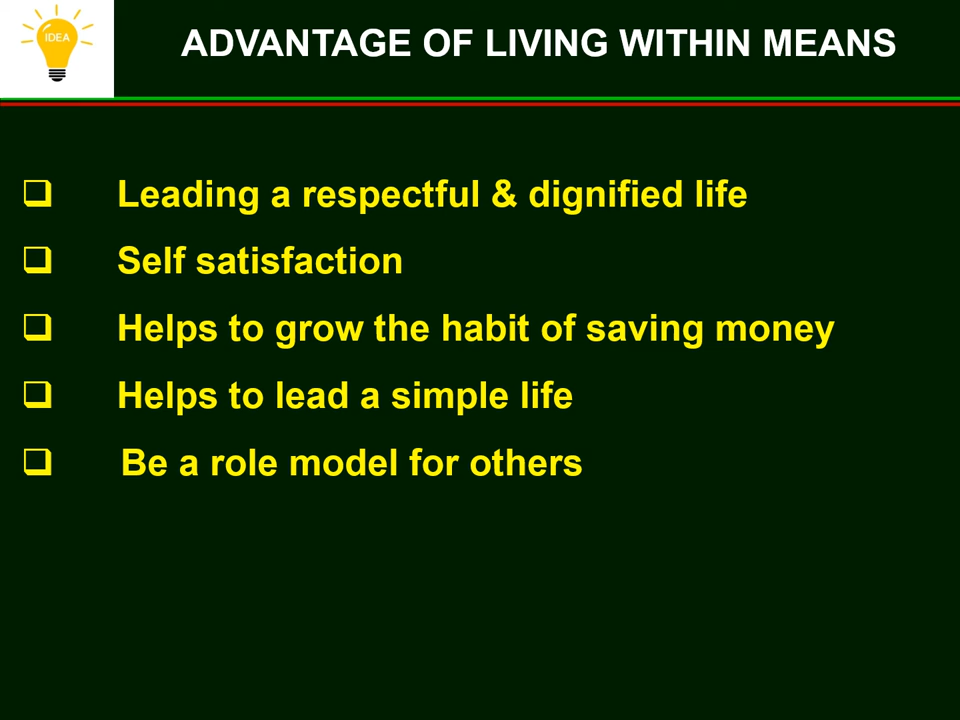 IDEA
ADVANTAGE OF LIVING WITHIN MEANS
Leading a respectful & dignified life
Self satisfaction
Helps to grow the habit of saving money
Helps to lead a simple life
Be a role model for others